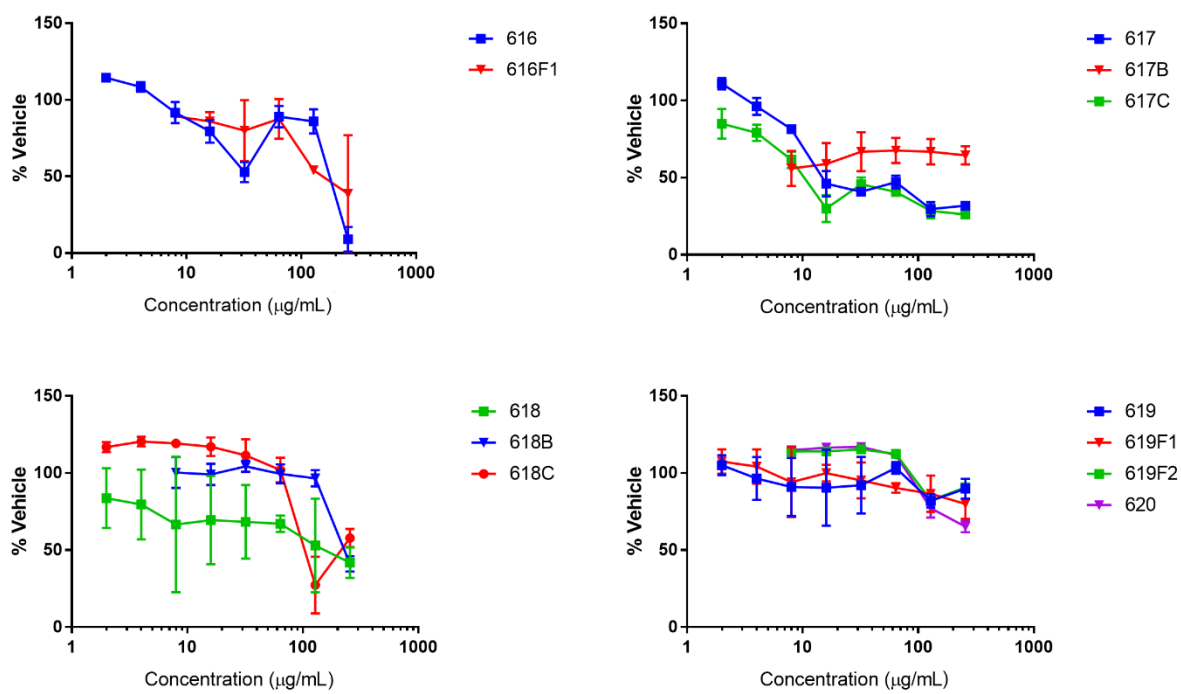 150
100
50
0
% Vehicle
1 10 100 1000
Concentration (µg/mL)
616
616F1
150
100
50
0
% Vehicle
1 10 100 1000
Concentration (µg/mL)
617
617B
617C
150
100
50
0
% Vehicle
1 10 100 1000
Concentration (µg/mL)
618
618B
618C
150
100
50
0
% Vehicle
1 10 100 1000
Concentration (µg/mL)
619
619F1
619F2
620